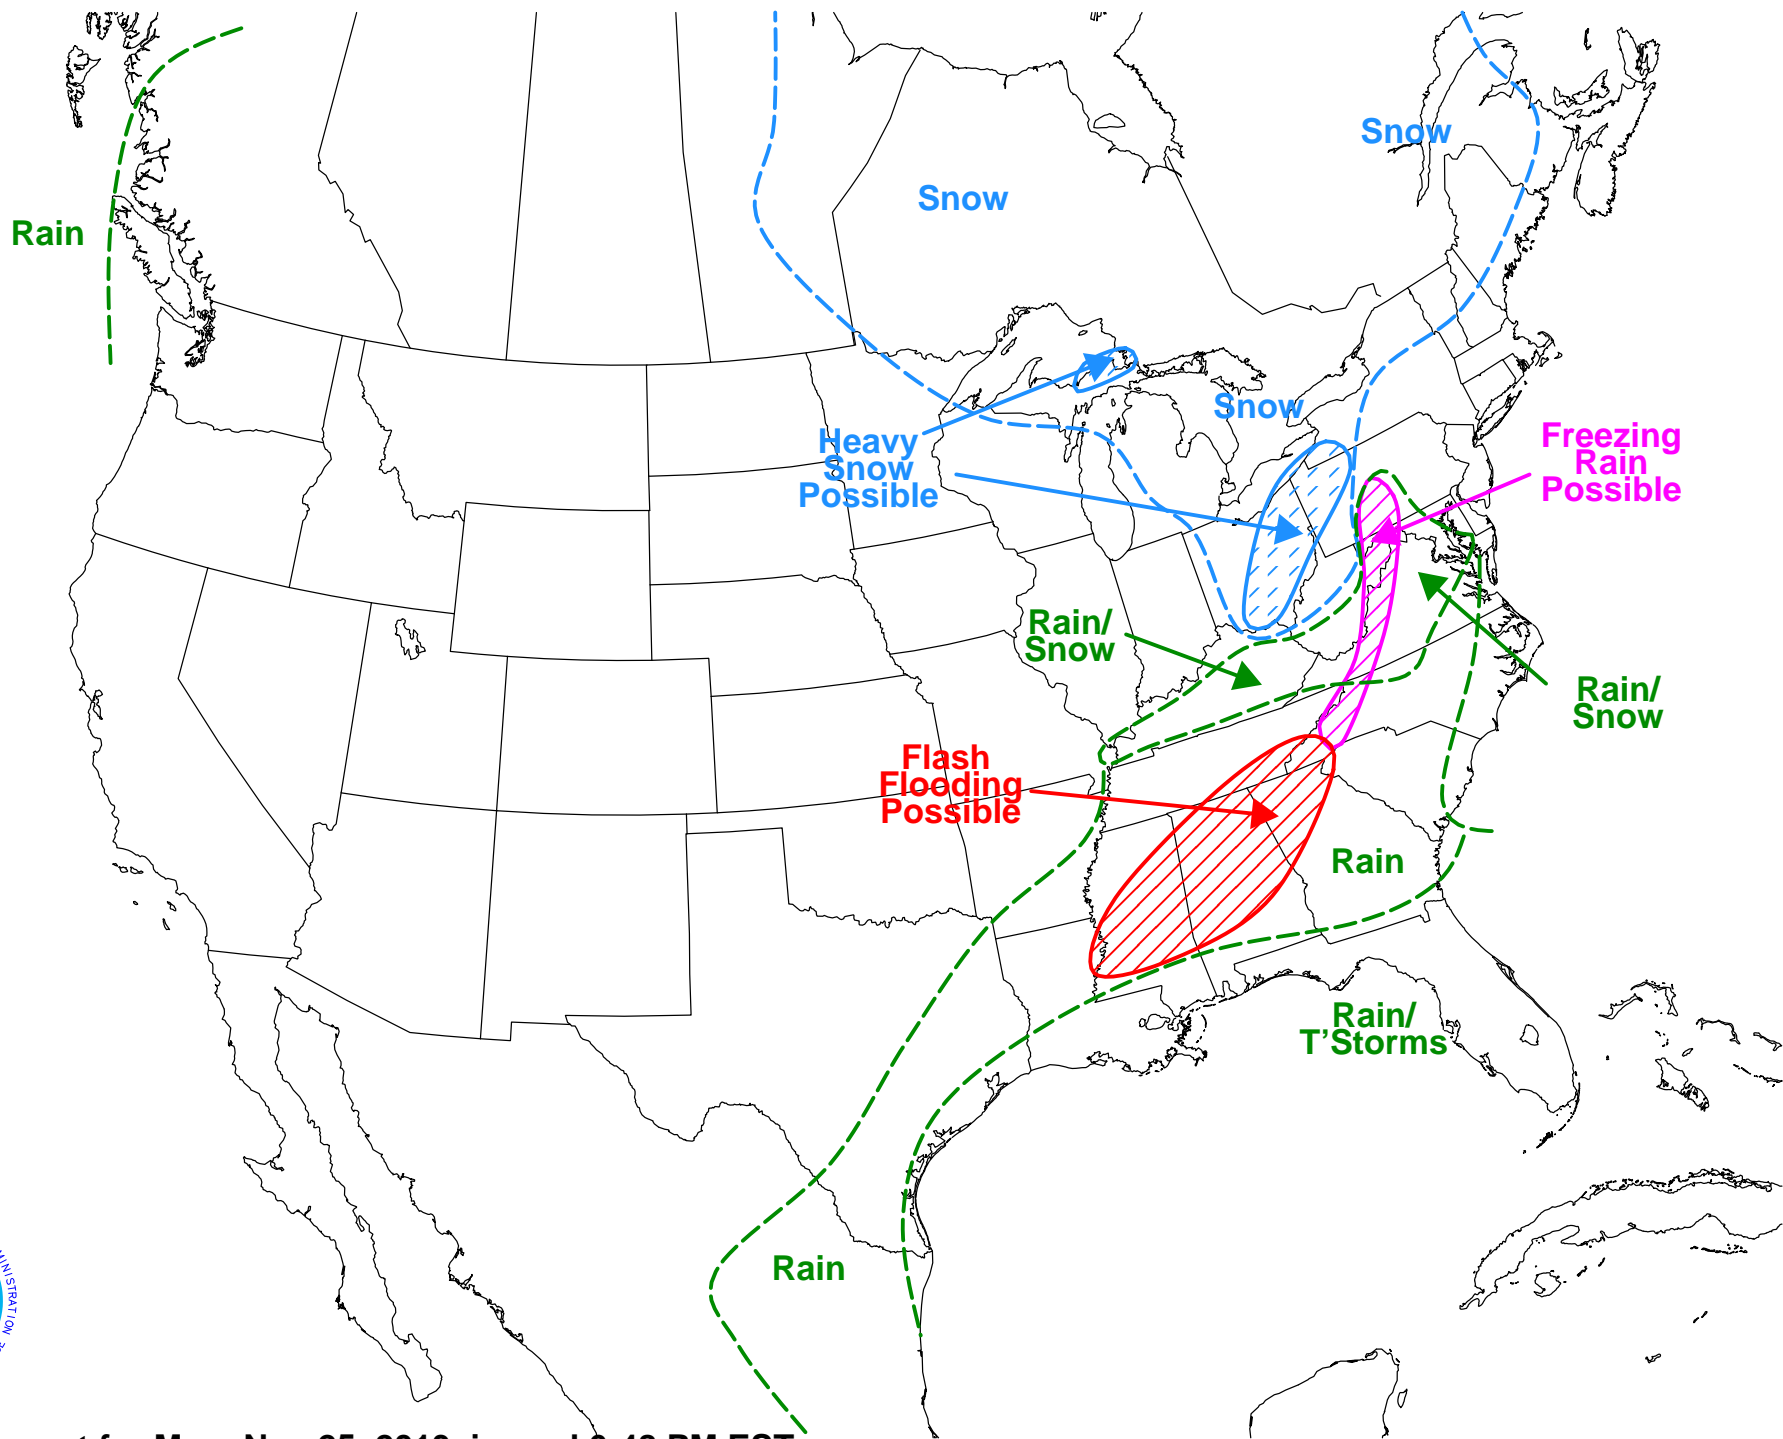 Snow
Snow
Rain
Snow
Heavy
Snow
Possible
Freezing
Rain
Possible
Rain/
Snow
Rain/
Snow
Flash
Flooding
Possible
Rain
Rain/
T'Storms
Rain
MINISTRATION